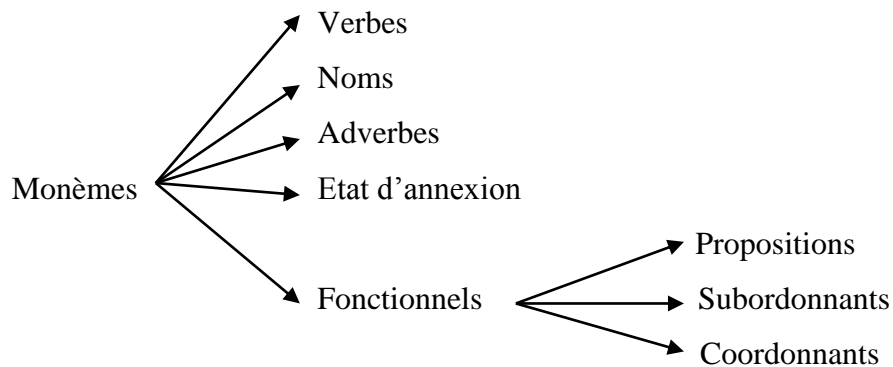 Verbes
Noms
Adverbes
Monèmes
Etat d'annexion
Propositions
Fonctionnels
Subordonnants
Coordonnants